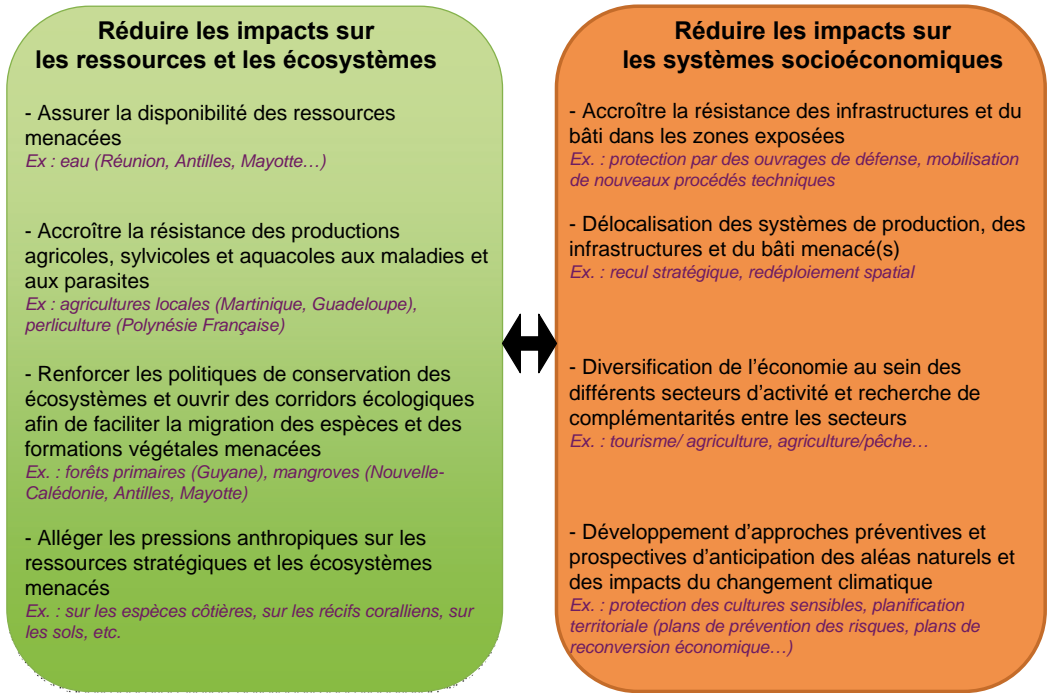 Réduire les impacts sur
les ressources et les écosystèmes
- Assurer la disponibilité des ressources
menacées
Ex : eau (Réunion, Antilles, Mayotte…)
- Accroître la résistance des productions
agricoles, sylvicoles et aquacoles aux maladies et
aux parasites
Ex : agricultures locales (Martinique, Guadeloupe),
perliculture (Polynésie Française)
- Renforcer les politiques de conservation des
écosystèmes et ouvrir des corridors écologiques
afin de faciliter la migration des espèces et des
formations végétales menacées
Ex. : forêts primaires (Guyane), mangroves (Nouvelle-
Calédonie, Antilles, Mayotte)
- Alléger les pressions anthropiques sur les
ressources stratégiques et les écosystèmes
menacés
Ex. : sur les espèces côtières, sur les récifs coralliens, sur
les sols, etc.
Réduire les impacts sur
les systèmes socioéconomiques
- Accroître la résistance des infrastructures et du
bâti dans les zones exposées
Ex. : protection par des ouvrages de défense, mobilisation
de nouveaux procédés techniques
- Délocalisation des systèmes de production, des
infrastructures et du bâti menacé(s)
Ex. : recul stratégique, redéploiement spatial
- Diversification de l’économie au sein des
différents secteurs d’activité et recherche de
complémentarités entre les secteurs
Ex. : tourisme/ agriculture, agriculture/pêche…
- Développement d’approches préventives et
prospectives d’anticipation des aléas naturels et
des impacts du changement climatique
Ex. : protection des cultures sensibles, planification
territoriale (plans de prévention des risques, plans de
reconversion économique…)